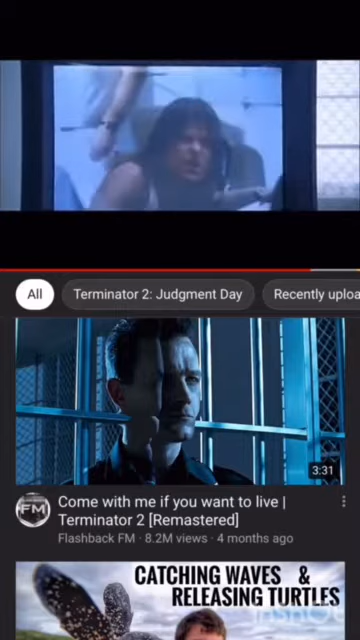 All
Terminator 2: Judgment Day
Recently uploa
3:31
FM
Come with me if you want to live |
Terminator 2 [Remastered]
Flashback FM · 8.2M views · 4 months ago
CATCHING WAVES &
RELEASING TURTLES